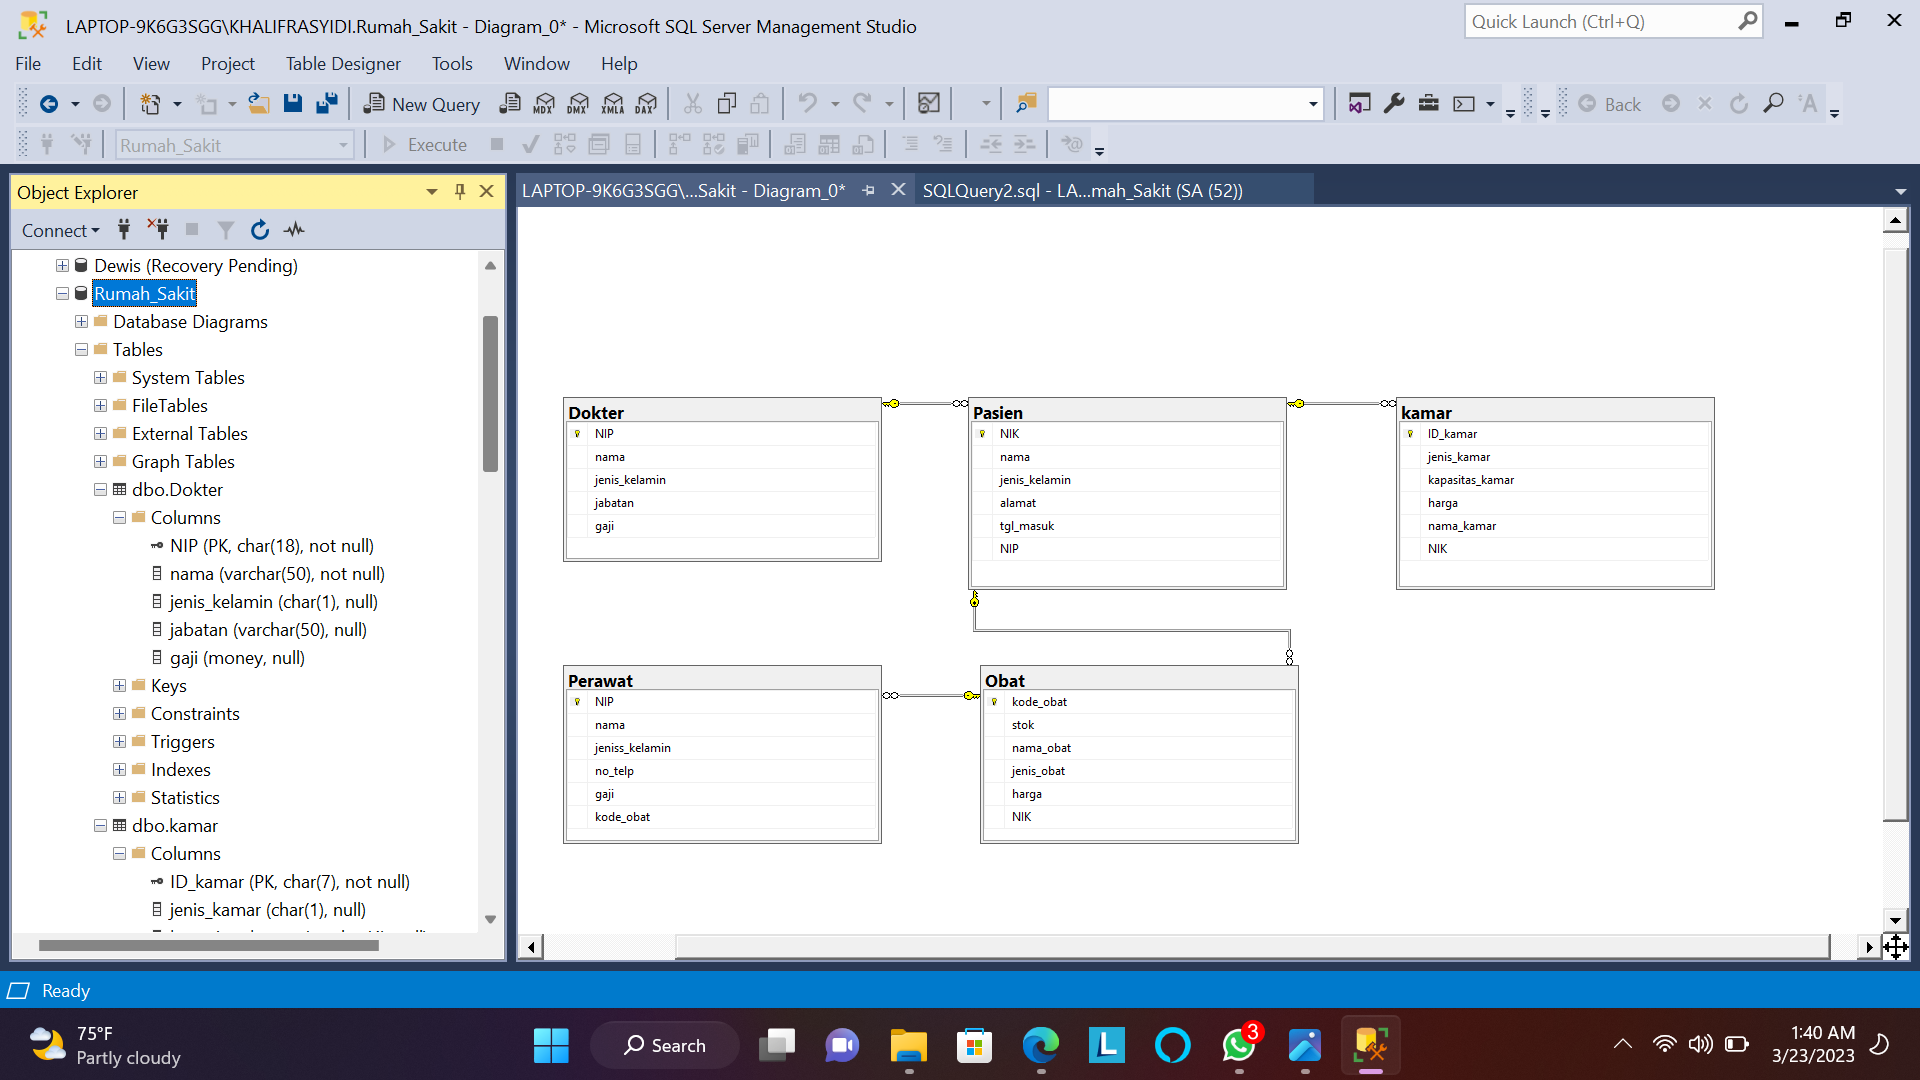 LAPTOP-9K6G3SGG\KHALIFRASYIDI.Rumah_Sakit - Diagram_0* - Microsoft SQL Server Management Studio
Quick Launch (Ctrl+Q)
File Edit View Project Table Designer Tools Window Help
New Query MDX DMX XMLA DAX Back
Rumah_Sakit Execute
Object Explorer
Connect
Dewis (Recovery Pending)
Rumah_Sakit
Database Diagrams
Tables
System Tables
FileTables
External Tables
Graph Tables
dbo.Dokter
Columns
NIP (PK, char(18), not null)
nama (varchar(50), not null)
jenis_kelamin (char(1), null)
jabatan (varchar(50), null)
gaji (money, null)
Keys
Constraints
Triggers
Indexes
Statistics
dbo.kamar
Columns
ID_kamar (PK, char(7), not null)
jenis_kamar (char(1), null)
LAPTOP-9K6G3SGG\...Sakit - Diagram_0*
SQLQuery2.sql - LA...mah_Sakit (SA (52))
Dokter
NIP
nama
jenis_kelamin
jabatan
gaji
Pasien
NIK
nama
jenis_kelamin
alamat
tgl_masuk
NIP
kamar
ID_kamar
jenis_kamar
kapasitas_kamar
harga
nama_kamar
NIK
Perawat
NIP
nama
jeniss_kelamin
no_telp
gaji
kode_obat
Obat
kode_obat
stok
nama_obat
jenis_obat
harga
NIK
Ready
75°F
Partly cloudy
Search
L
3
1:40 AM
3/23/2023